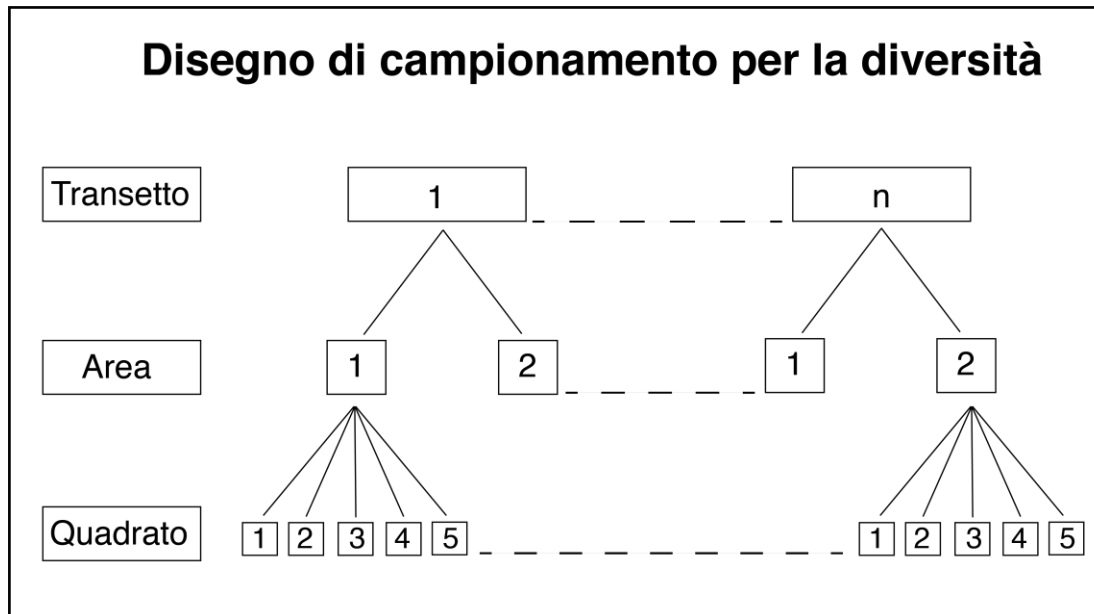 Disegno di campionamento per la diversità
Transetto 1 n
Area 1 2 1 2
Quadrato 1 2 3 4 5 1 2 3 4 5